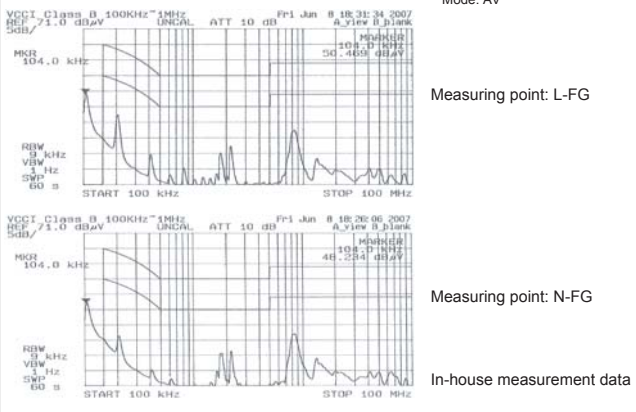 Mode: AV
VCCI Class B 100KHz~1MHz Fri Jun 8 18:31:34 2007
REF 71.0 dBμV UNCAL ATT 10 dB A_view B_blank
5dB/
MARKER
MKR 104.0 kHz
104.0 kHz 50.469 dBμV
Measuring point: L-FG
RBW
9 kHz
VBW
1 Hz
SWP
60 s
START 100 kHz STOP 100 MHz
VCCI Class B 100KHz~1MHz Fri Jun 8 18:26:06 2007
REF 71.0 dBμV UNCAL ATT 10 dB A_view B_blank
5dB/
MARKER
MKR 104.0 kHz
104.0 kHz 46.234 dBμV
Measuring point: N-FG
RBW
9 kHz
VBW
1 Hz
SWP
60 s
In-house measurement data
START 100 kHz STOP 100 MHz